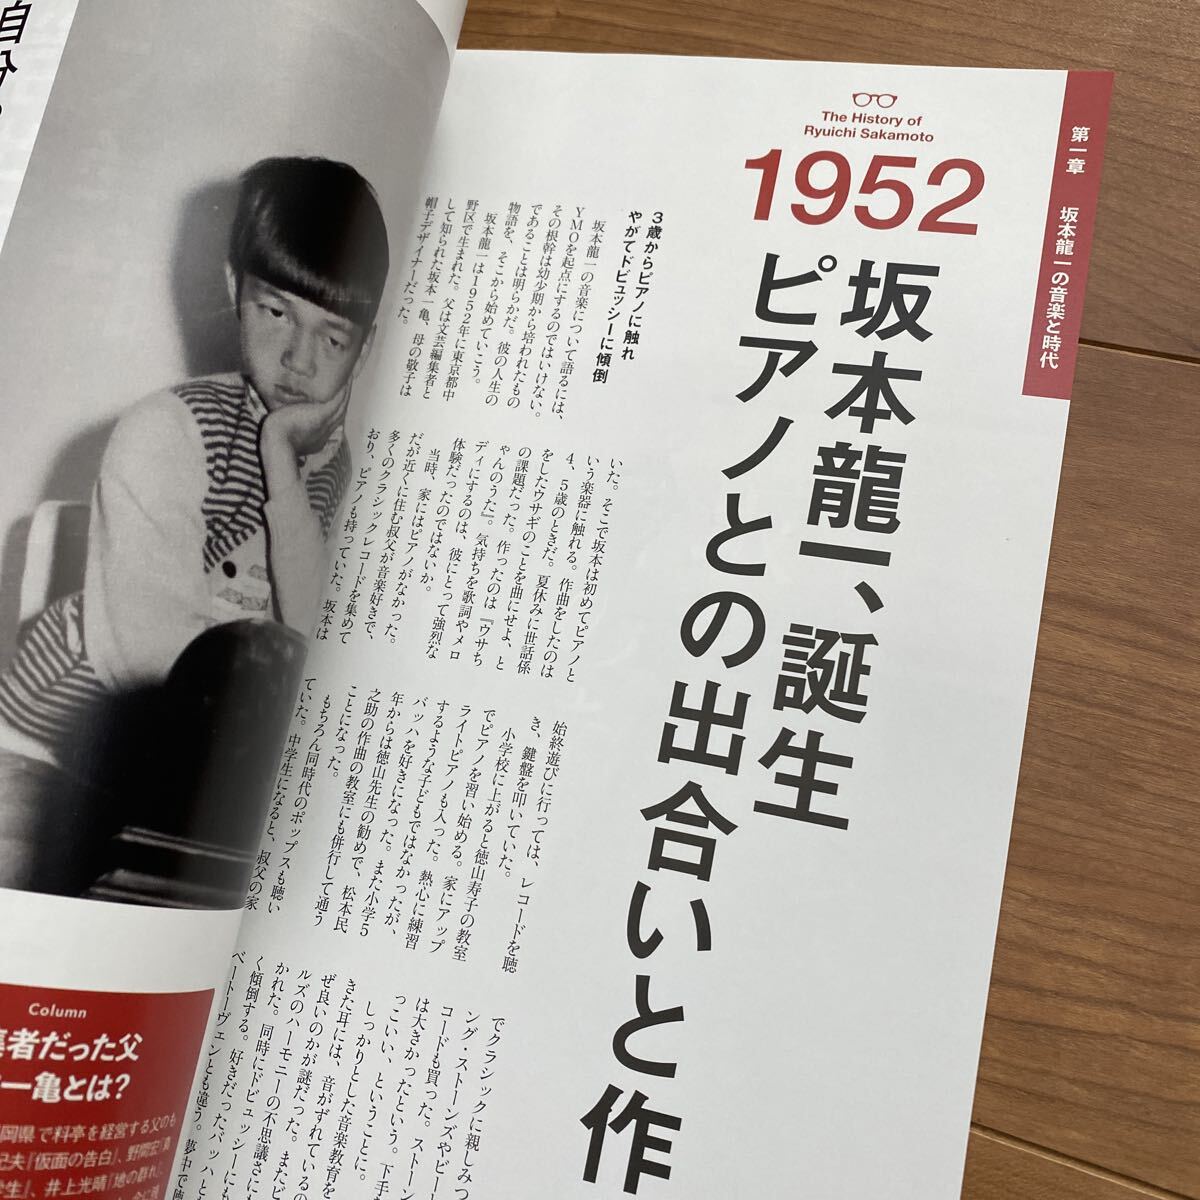 自分
The History of
Ryuichi Sakamoto
1952
第一章 坂本龍一の音楽と時代
坂本龍一、誕生
ピアノとの出合いと作
3歳からピアノに触れ
やがてドビュッシーに傾倒
坂本龍一の音楽について語るには、
YMOを起点にするのではいけない。
その根幹は幼少期から培われたもの
であることは明らかだ。彼の人生の
物語を、そこから始めていこう。
坂本龍一は1952年に東京都中
野区で生まれた。父は文芸編集者と
して知られた坂本一亀、母の敬子は
帽子デザイナーだった。
いた。そこで坂本は初めてピアノと
いう楽器に触れる。作曲をしたのは
4、5歳のときだ。夏休みに世話係
をしたウサギのことを曲にせよ、と
の課題だった。作ったのは『ウサち
ゃんのうた』。気持ちを歌詞やメロ
ディにするのは、彼にとって強烈な
体験だったのではないか。
当時、家にはピアノがなかった。
だが近くに住む叔父が音楽好きで、
多くのクラシックレコードを集めて
おり、ピアノも持っていた。坂本は
始終遊びに行っては、レコードを聴
き、鍵盤を叩いていた。
小学校に上がると徳山寿子の教室
でピアノを習い始める。家にアップ
ライトピアノも入った。熱心に練習
するような子どもではなかったが、
バッハを好きになった。また小学5
年からは徳山先生の勧めで、松本民
之助の作曲の教室にも併行して通う
ことになった。
もちろん同時代のポップスも聴い
ていた。中学生になると、叔父の家
でクラシックに親しみつ
ング・ストーンズやビー
コードも買った。ストーン
は大きかったという。下手
っこいい、ということに。
しっかりとした音楽教育を
きた耳には、音がずれているの
ぜ良いのかが謎だった。またビ
ルズのハーモニーの不思議さに
かれた。同時にドビュッシーにも
く傾倒する。好きだったバッハと
ベートーヴェンとも違う。夢中で
Column
者だった父
一亀とは?
岡県で料亭を経営する父のも
紀夫『仮面の告白』、野間宏『真
学生』、井上光晴『地の群れ』、